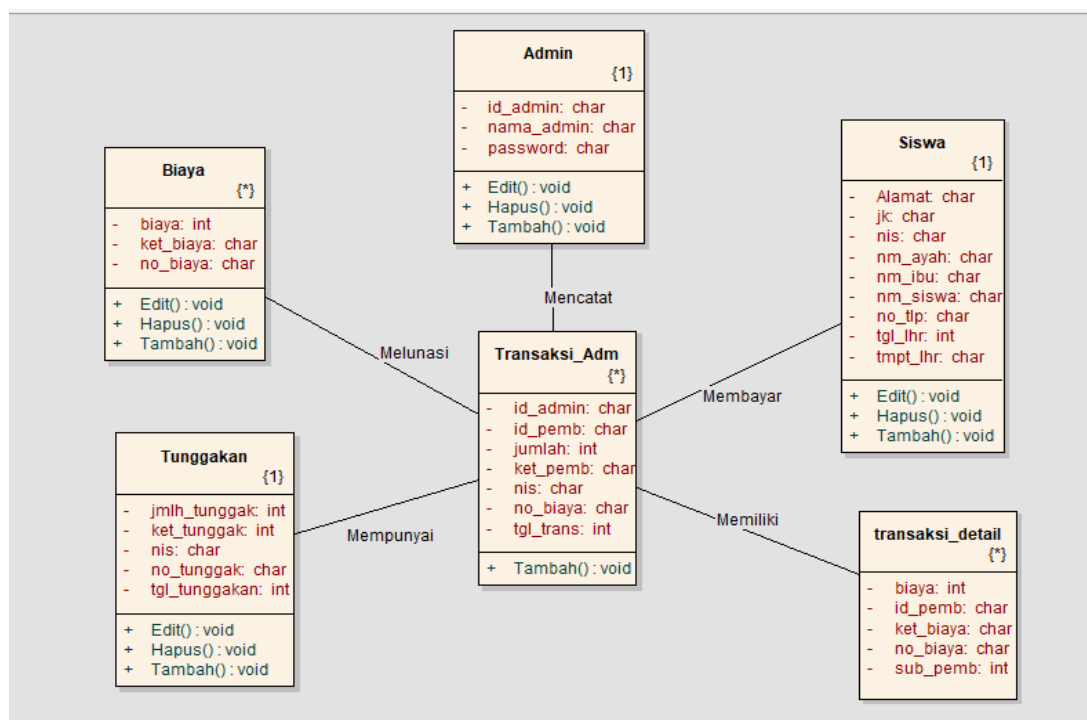 Admin
{1}
- id_admin: char
- nama_admin: char
- password: char
+ Edit() : void
+ Hapus() : void
+ Tambah() : void
Biaya
{*}
- biaya: int
- ket_biaya: char
- no_biaya: char
+ Edit() : void
+ Hapus() : void
+ Tambah() : void
Siswa
{1}
- Alamat: char
- jk: char
- nis: char
- nm_ayah: char
- nm_ibu: char
- nm_siswa: char
- no_tlp: char
- tgl_lhr: int
- tmpt_lhr: char
+ Edit() : void
+ Hapus() : void
+ Tambah() : void
Mencatat
Melunasi
Membayar
Transaksi_Adm
{*}
- id_admin: char
- id_pemb: char
- jumlah: int
- ket_pemb: char
- nis: char
- no_biaya: char
- tgl_trans: int
+ Tambah() : void
Tunggakan
{1}
- jmlh_tunggak: int
- ket_tunggak: int
- nis: char
- no_tunggak: char
- tgl_tunggakan: int
+ Edit() : void
+ Hapus() : void
+ Tambah() : void
Mempunyai
Memiliki
transaksi_detail
{*}
- biaya: int
- id_pemb: char
- ket_biaya: char
- no_biaya: char
- sub_pemb: int